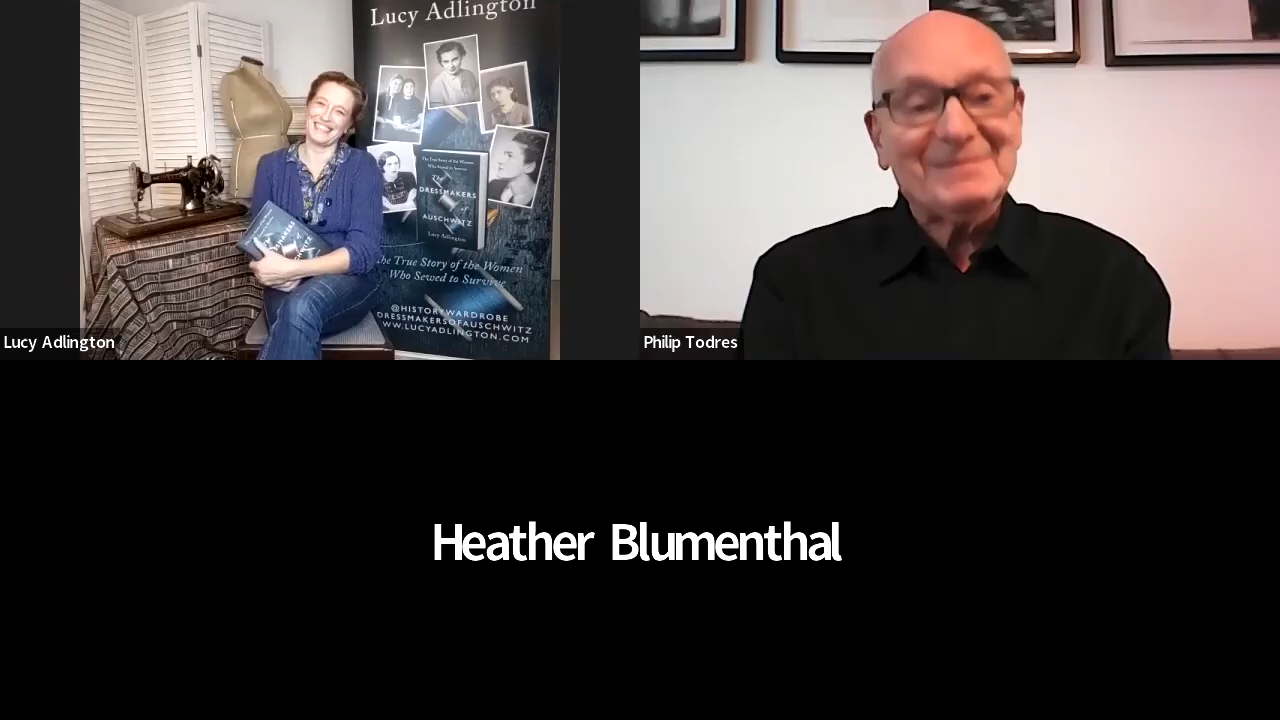 Lucy Adlington
The True Story of the Women
Who Sewed to Survive
The
DRESSMAKERS
of
AUSCHWITZ
Lucy Adlington
The True Story of the Women
Who Sewed to Survive
@HISTORYWARDROBE
DRESSMAKERSOFAUSCHWITZ
WWW.LUCYADLINGTON.COM
Lucy Adlington
Philip Todres
Heather Blumenthal